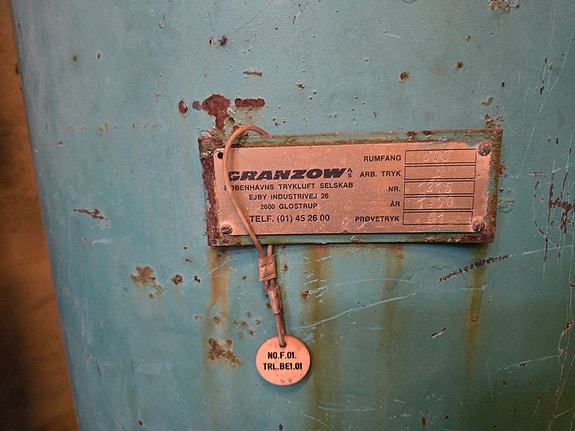 GRANZOW A/S
KØBENHAVNS TRYKLUFT SELSKAB
EJBY INDUSTRIVEJ 26
2600 GLOSTRUP
TELF. (01) 45 26 00
RUMFANG 500
ARB. TRYK
NR.
ÅR
PRØVETRYK
NO.F.01.
TRL.BE1.01